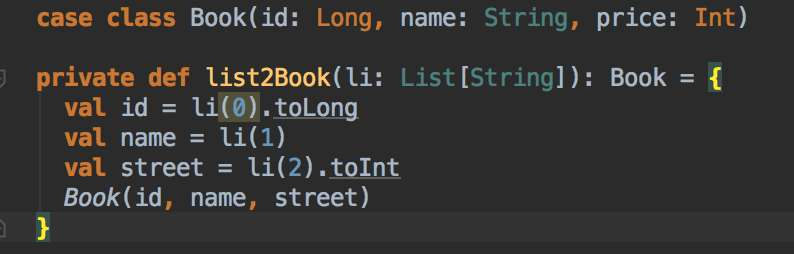 case class Book(id: Long, name: String, price: Int)
private def list2Book(li: List[String]): Book = {
val id = li(0).toLong
val name = li(1)
val street = li(2).toInt
Book(id, name, street)
}